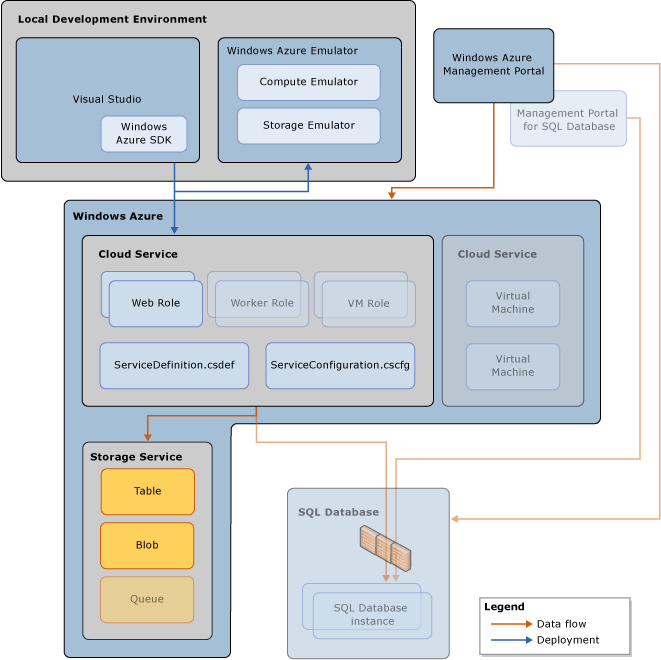 Local Development Environment
Visual Studio
Windows
Azure SDK
Windows Azure Emulator
Compute Emulator
Storage Emulator
Windows Azure
Management Portal
Management Portal
for SQL Database
Windows Azure
Cloud Service
Web Role
Worker Role
VM Role
ServiceDefinition.csdef
ServiceConfiguration.cscfg
Cloud Service
Virtual
Machine
Virtual
Machine
Storage Service
Table
Blob
Queue
SQL Database
SQL Database
instance
Legend
Data flow
Deployment